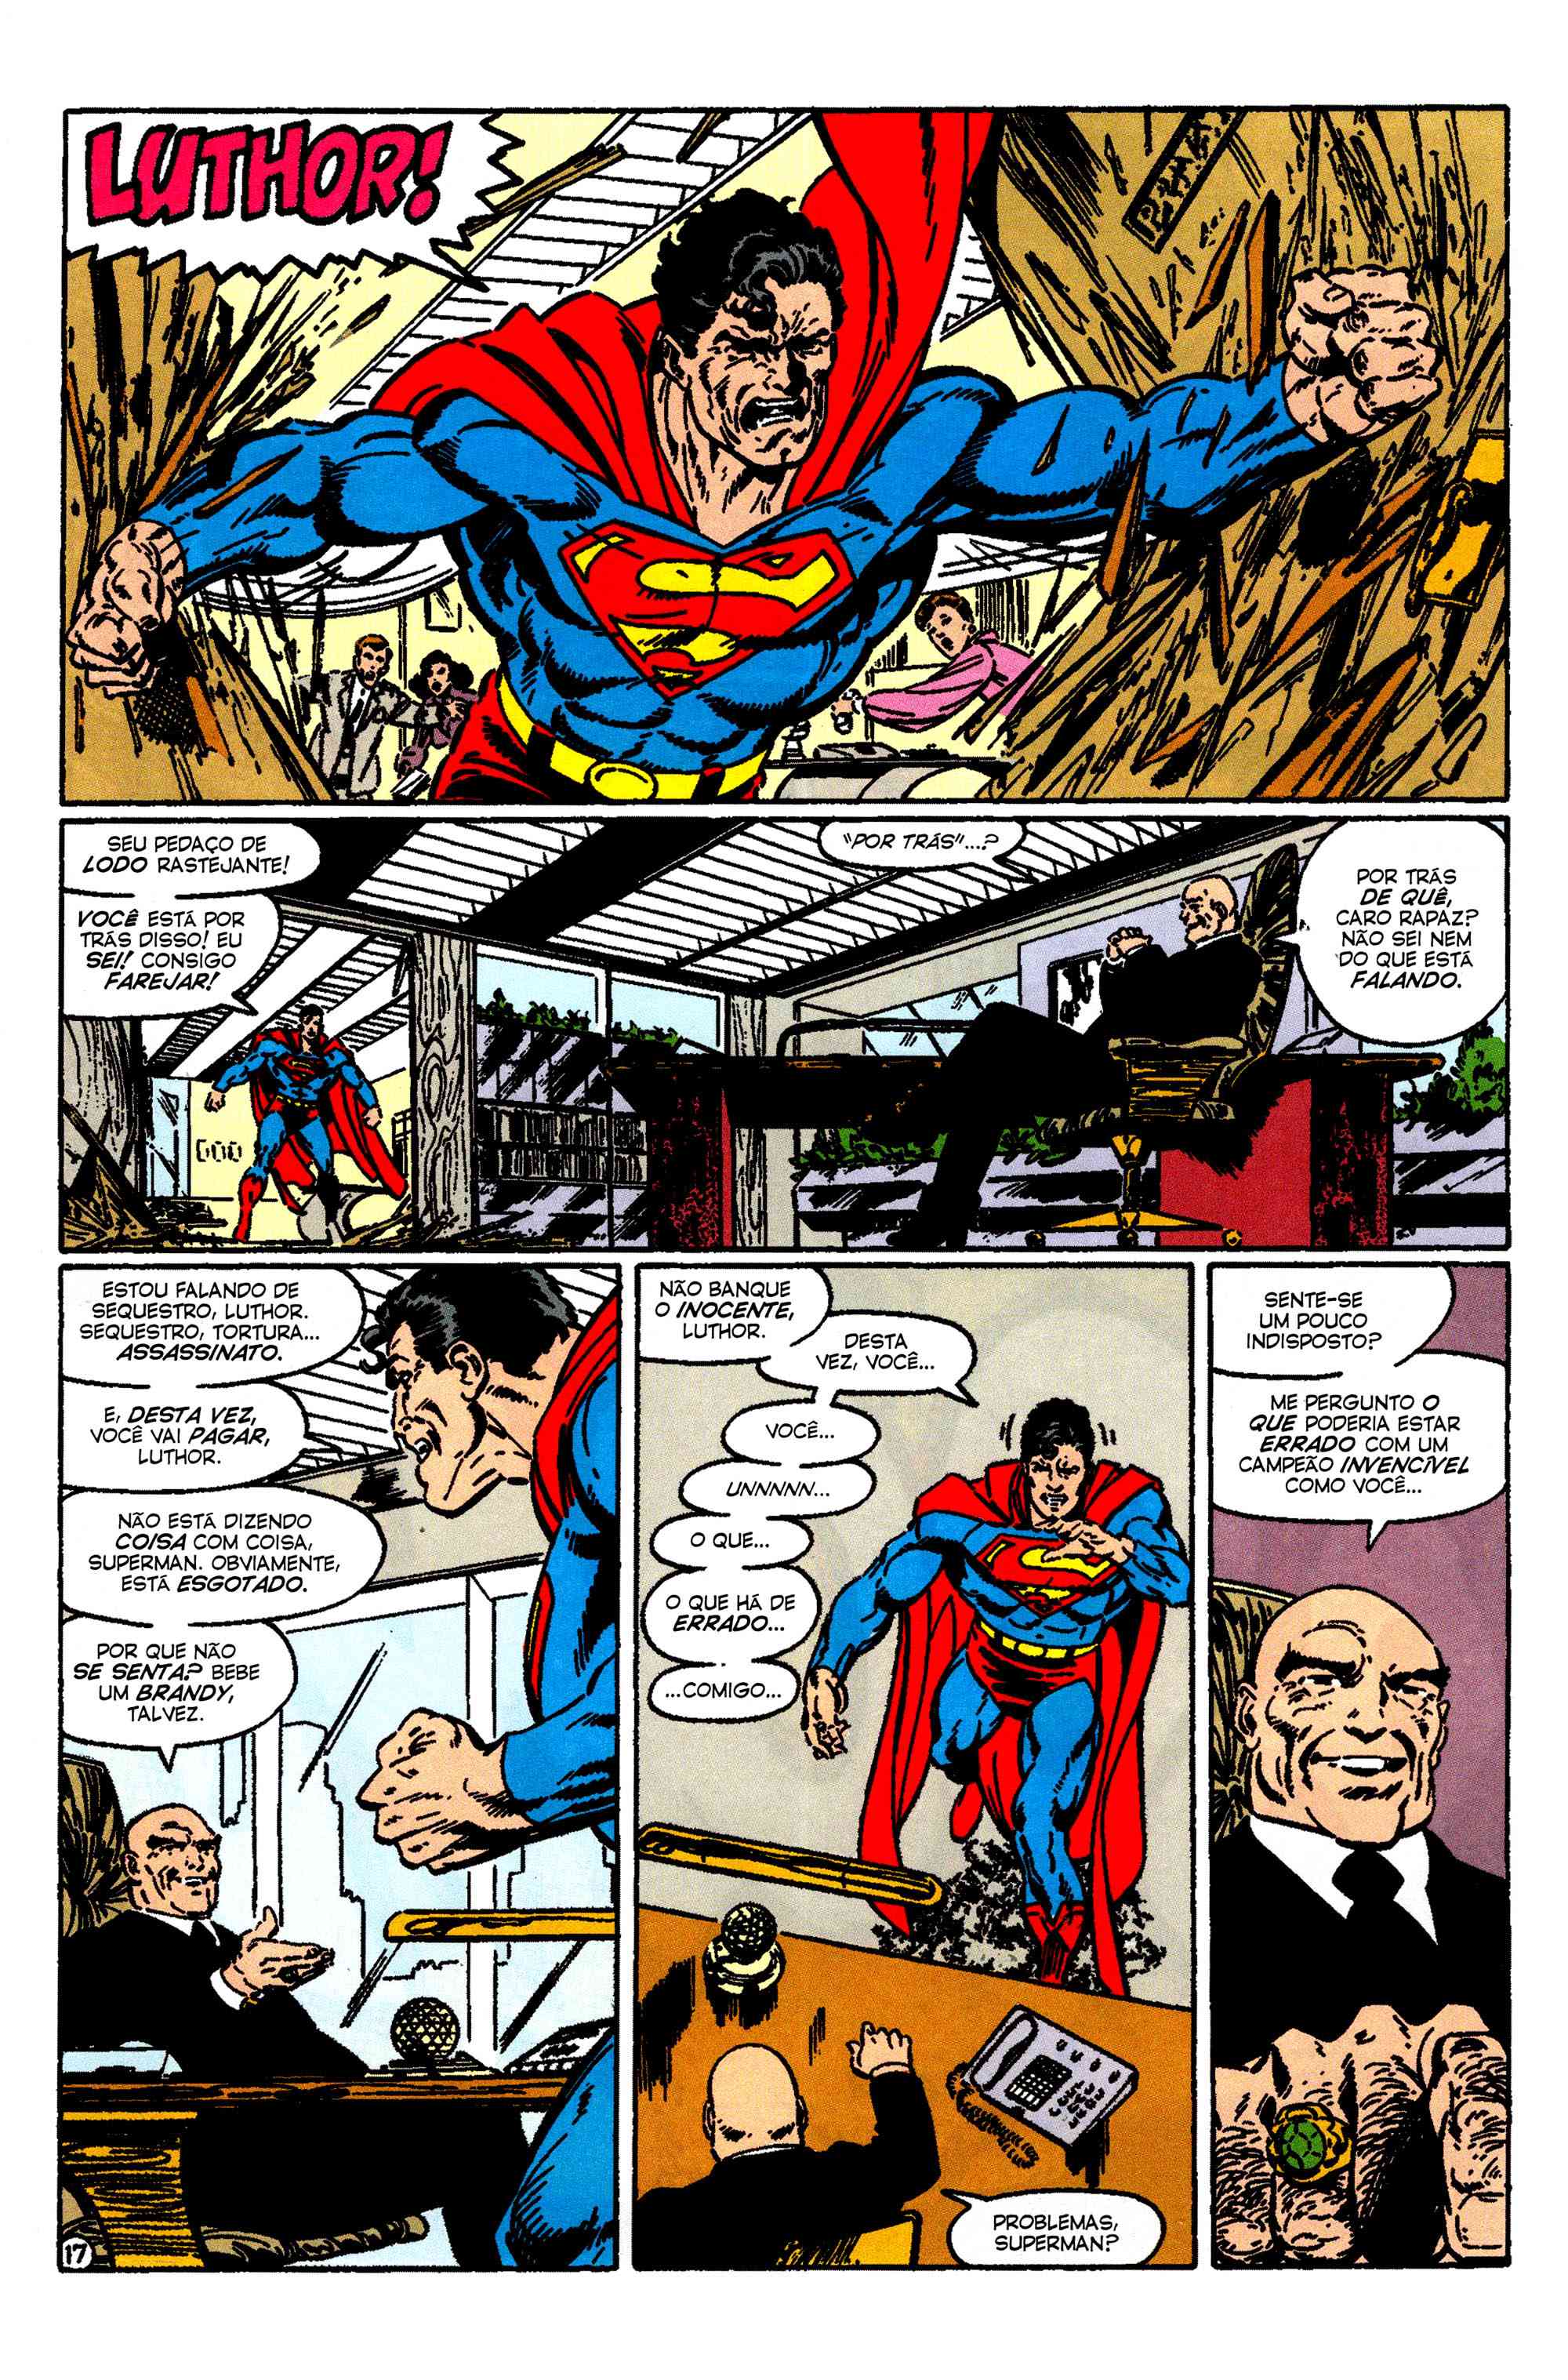 LUTHOR!
SEU PEDAÇO DE
LODO RASTEJANTE!
VOCÊ ESTÁ POR
TRÁS DISSO! EU
SEI! CONSIGO
FAREJAR!
"POR TRÁS"...?
POR TRÁS
DE QUÊ,
CARO RAPAZ?
NÃO SEI NEM
DO QUE ESTÁ
FALANDO.
ESTOU FALANDO DE
SEQUESTRO, LUTHOR.
SEQUESTRO, TORTURA...
ASSASSINATO.
E, DESTA VEZ,
VOCÊ VAI PAGAR,
LUTHOR.
NÃO ESTÁ DIZENDO
COISA COM COISA,
SUPERMAN. OBVIAMENTE,
ESTÁ ESGOTADO.
POR QUE NÃO
SE SENTA? BEBE
UM BRANDY,
TALVEZ.
NÃO BANQUE
O INOCENTE,
LUTHOR.
DESTA
VEZ, VOCÊ...
VOCÊ...
UNNNNN...
O QUE...
O QUE HÁ DE
ERRADO...
...COMIGO...
PROBLEMAS,
SUPERMAN?
SENTE-SE
UM POUCO
INDISPOSTO?
ME PERGUNTO O
QUE PODERIA ESTAR
ERRADO COM UM
CAMPEÃO INVENCÍVEL
COMO VOCÊ...
17